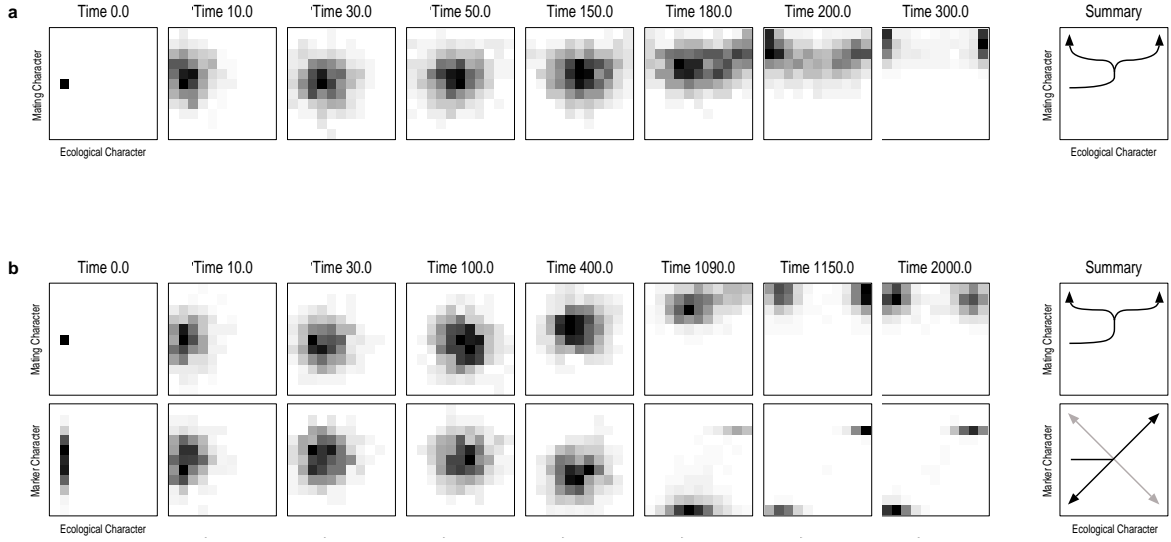 a
Time 0.0 'Time 10.0 Time 30.0 Time 50.0 Time 150.0 Time 180.0 Time 200.0 Time 300.0 Summary
Mating Character
Mating Character
Ecological Character
Ecological Character
b
Time 0.0 'Time 10.0 'Time 30.0 Time 100.0 Time 400.0 Time 1090.0 Time 1150.0 Time 2000.0 Summary
Mating Character
Mating Character
Marker Character
Marker Character
Ecological Character
Ecological Character